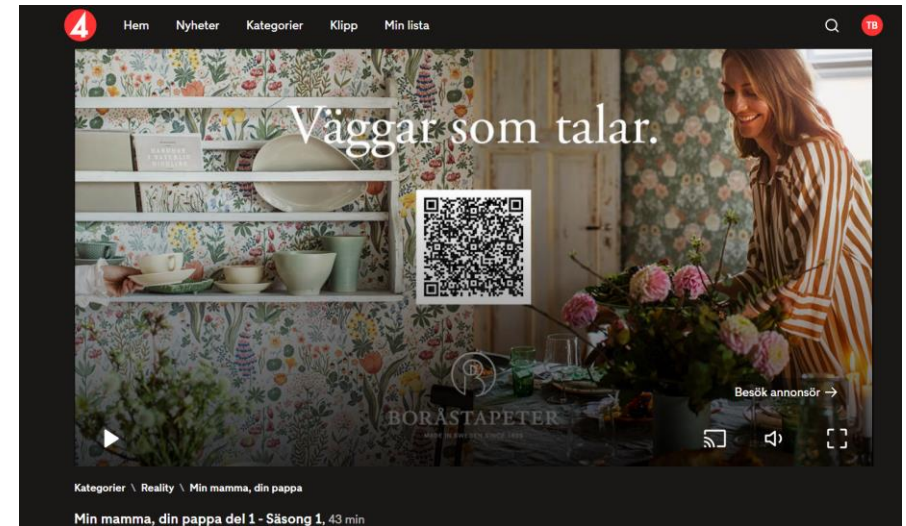 4 Hem Nyheter Kategorier Klipp Min lista TB
Väggar som talar.
B
BORÅSTAPETER
Besök annonsör →
Kategorier \ Reality \ Min mamma, din pappa
Min mamma, din pappa del 1 - Säsong 1, 43 min